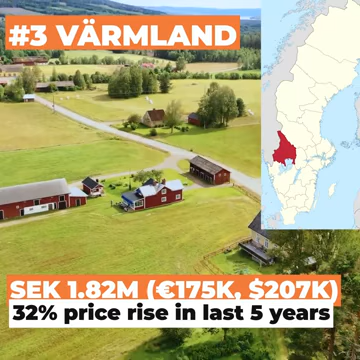 #3 VÄRMLAND
SEK 1.82M (€175K, $207K)
32% price rise in last 5 years